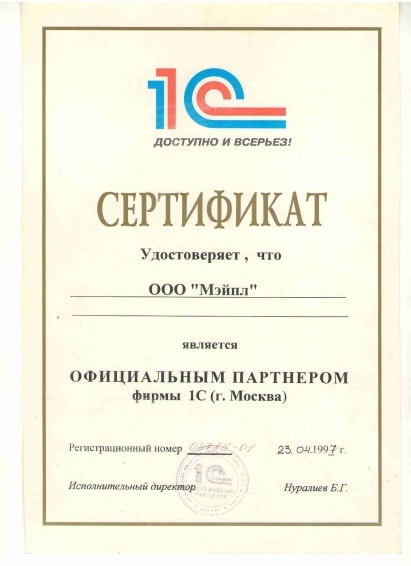 1С
ДОСТУПНО И ВСЕРЬЕЗ!
СЕРТИФИКАТ
Удостоверяет , что
ООО "Мэйпл"
является
ОФИЦИАЛЬНЫМ ПАРТНЕРОМ
фирмы 1С (г. Москва)
Регистрационный номер 23.04.1997 г.
Исполнительный директор Нуралиев Б.Г.